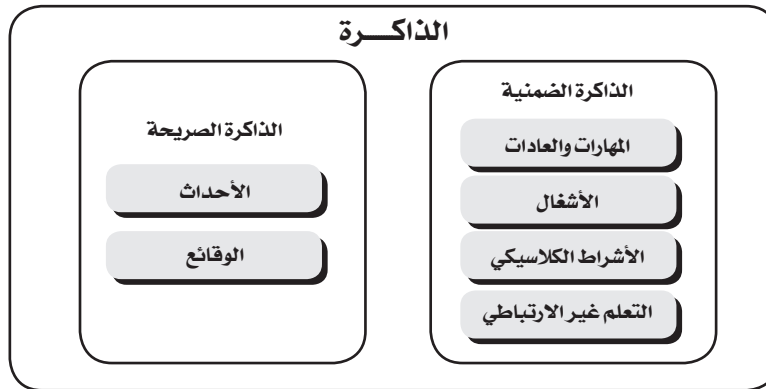 الذاكــرة
الذاكرة الضمنية
المهارات والعادات
الأشغال
الأشراط الكلاسيكي
التعلم غير الارتباطي
الذاكرة الصريحة
الأحداث
الوقائع